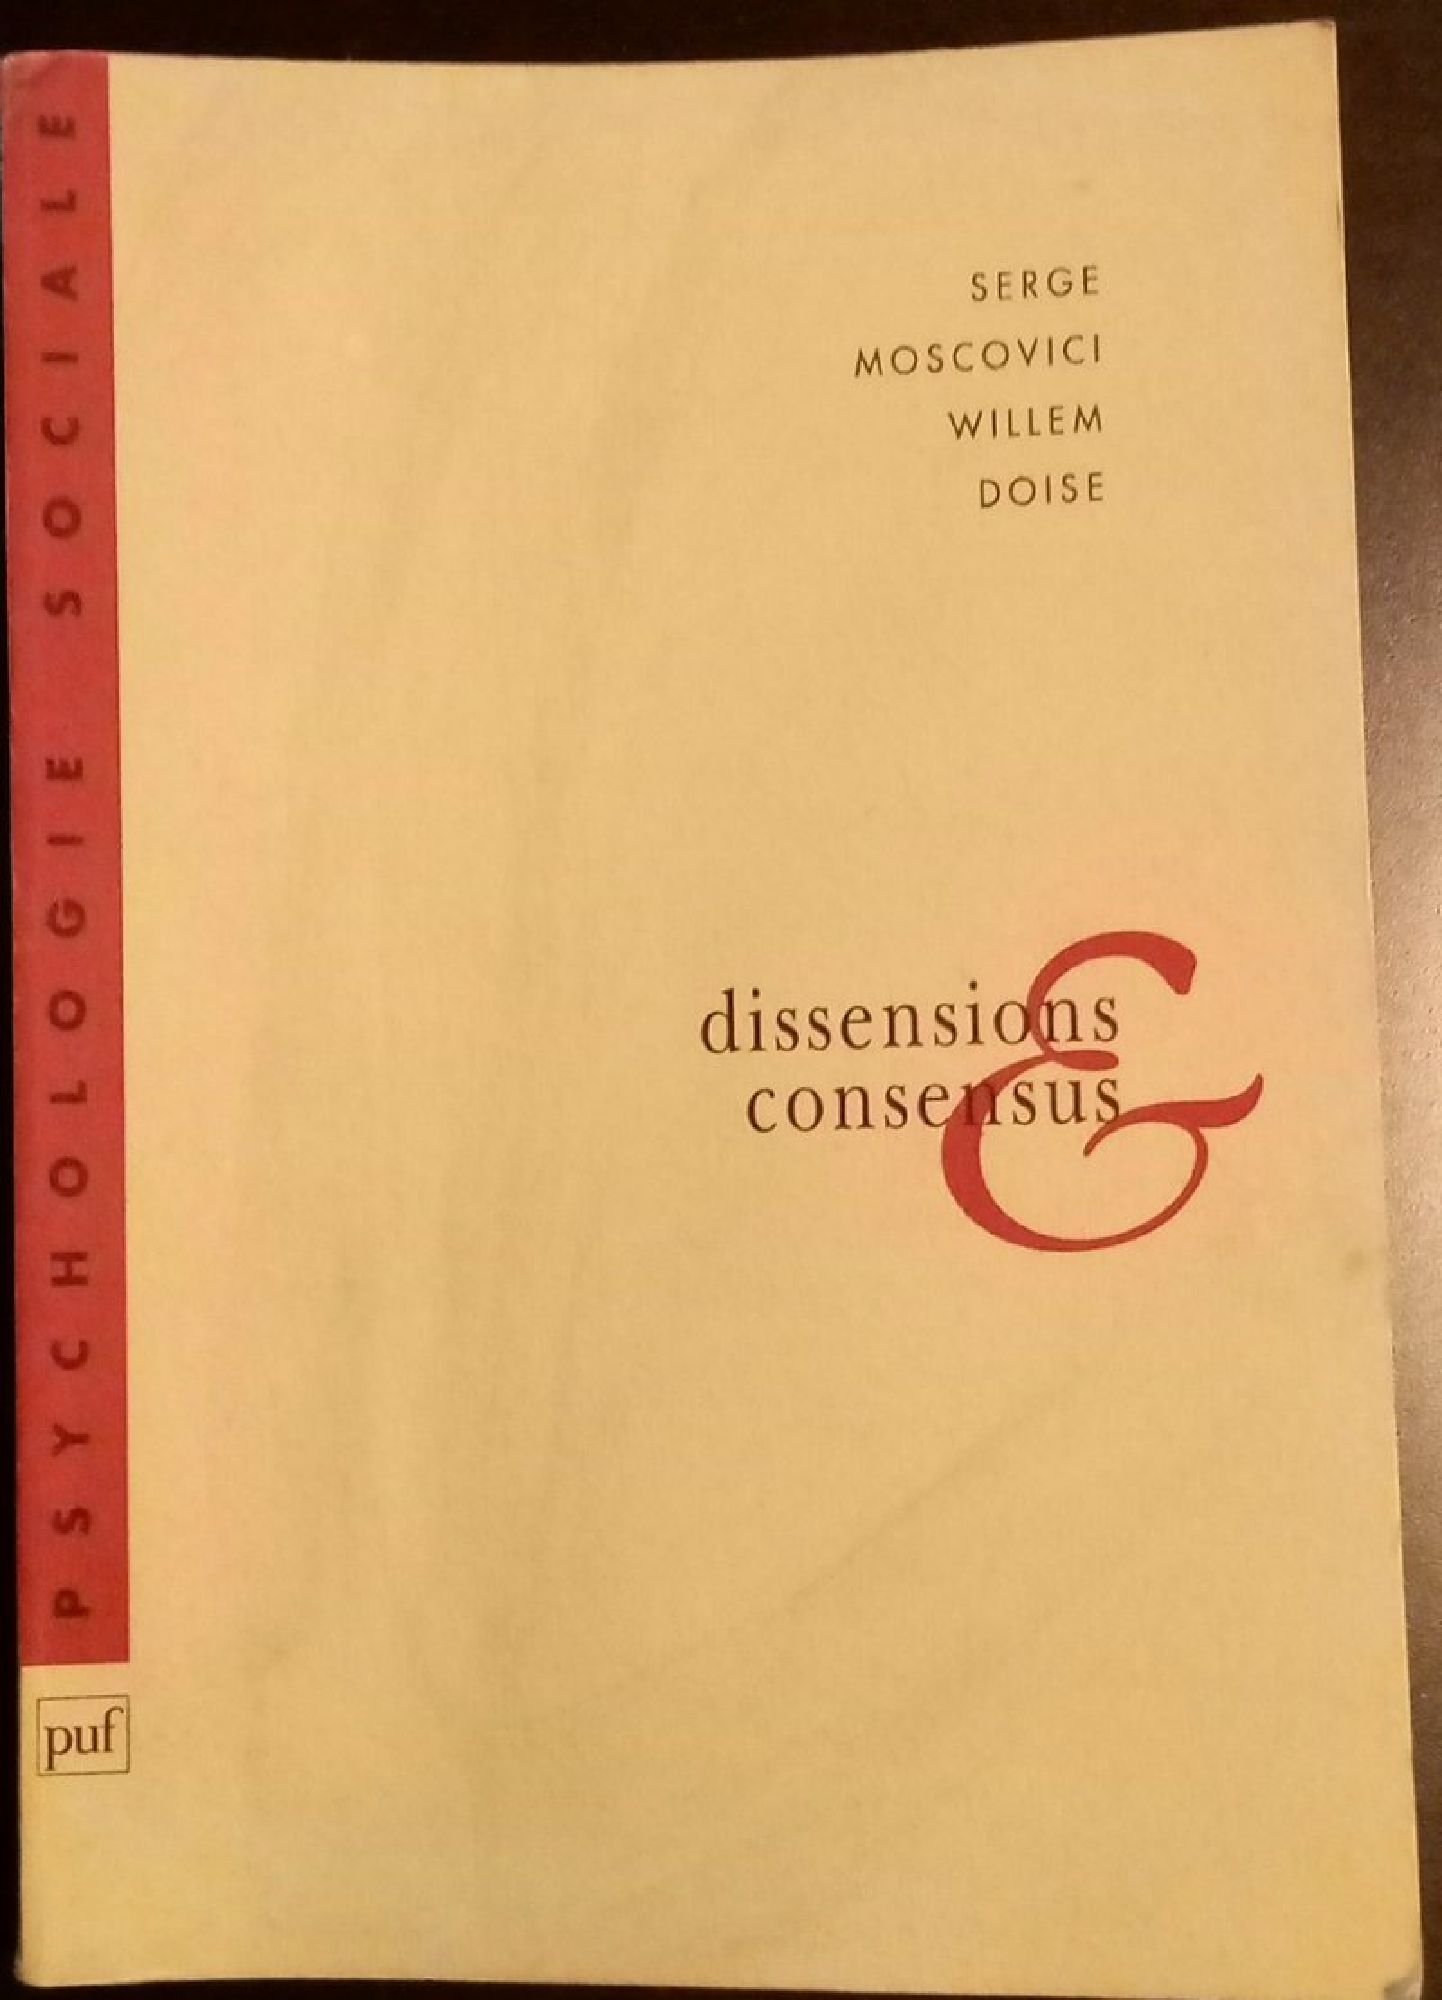 SERGE
MOSCOVICI
WILLEM
DOISE
dissensions
&
consensus
PSYCHOLOGIE SOCIALE
puf